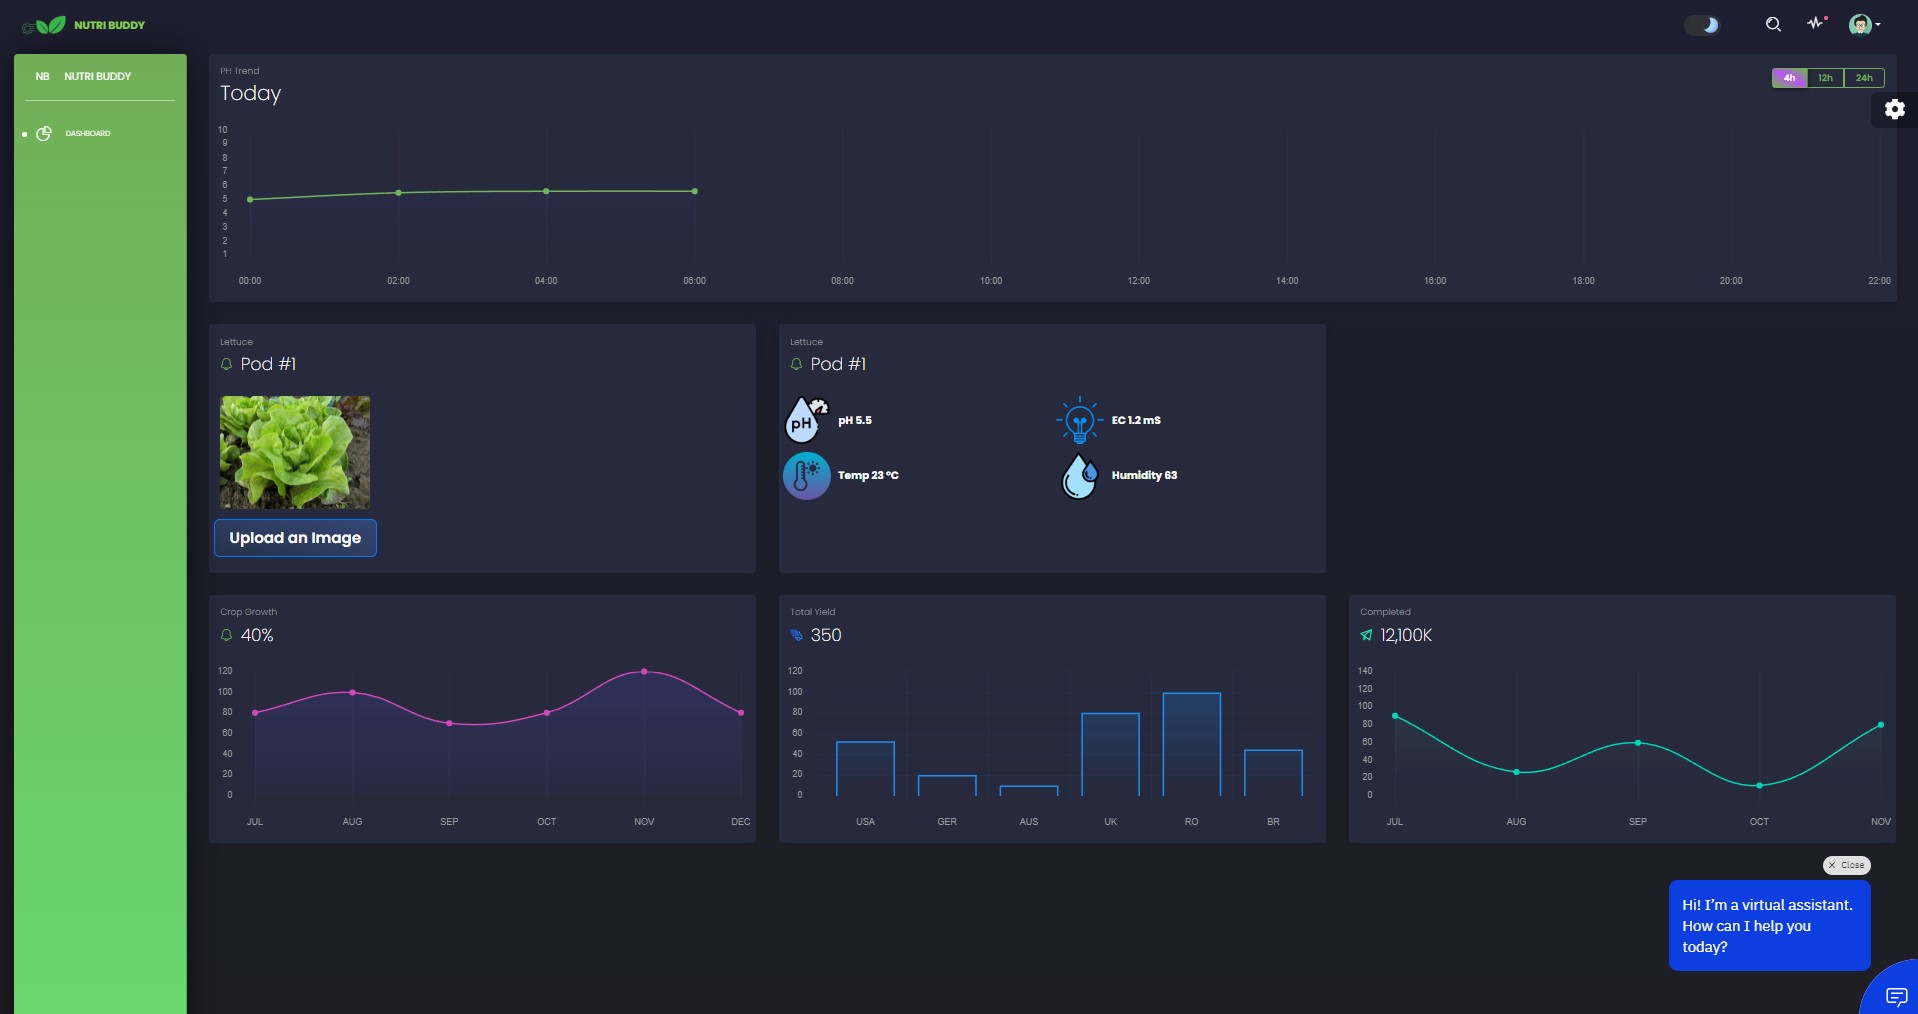 NUTRI BUDDY
NB NUTRI BUDDY
DASHBOARD
PH Trend
Today
4h 12h 24h
10
9
8
7
6
5
4
3
2
1
00:00 02:00 04:00 06:00 08:00 10:00 12:00 14:00 16:00 18:00 20:00 22:00
Lettuce
Pod #1
Upload an Image
Lettuce
Pod #1
pH
pH 5.5
EC 1.2 mS
Temp 23 ºC
Humidity 63
Crop Growth
40%
120
100
80
60
40
20
0
JUL AUG SEP OCT NOV DEC
Total Yield
350
120
100
80
60
40
20
0
USA GER AUS UK RO BR
Completed
12,100K
140
120
100
80
60
40
20
0
JUL AUG SEP OCT NOV
Close
Hi! I'm a virtual assistant.
How can I help you
today?